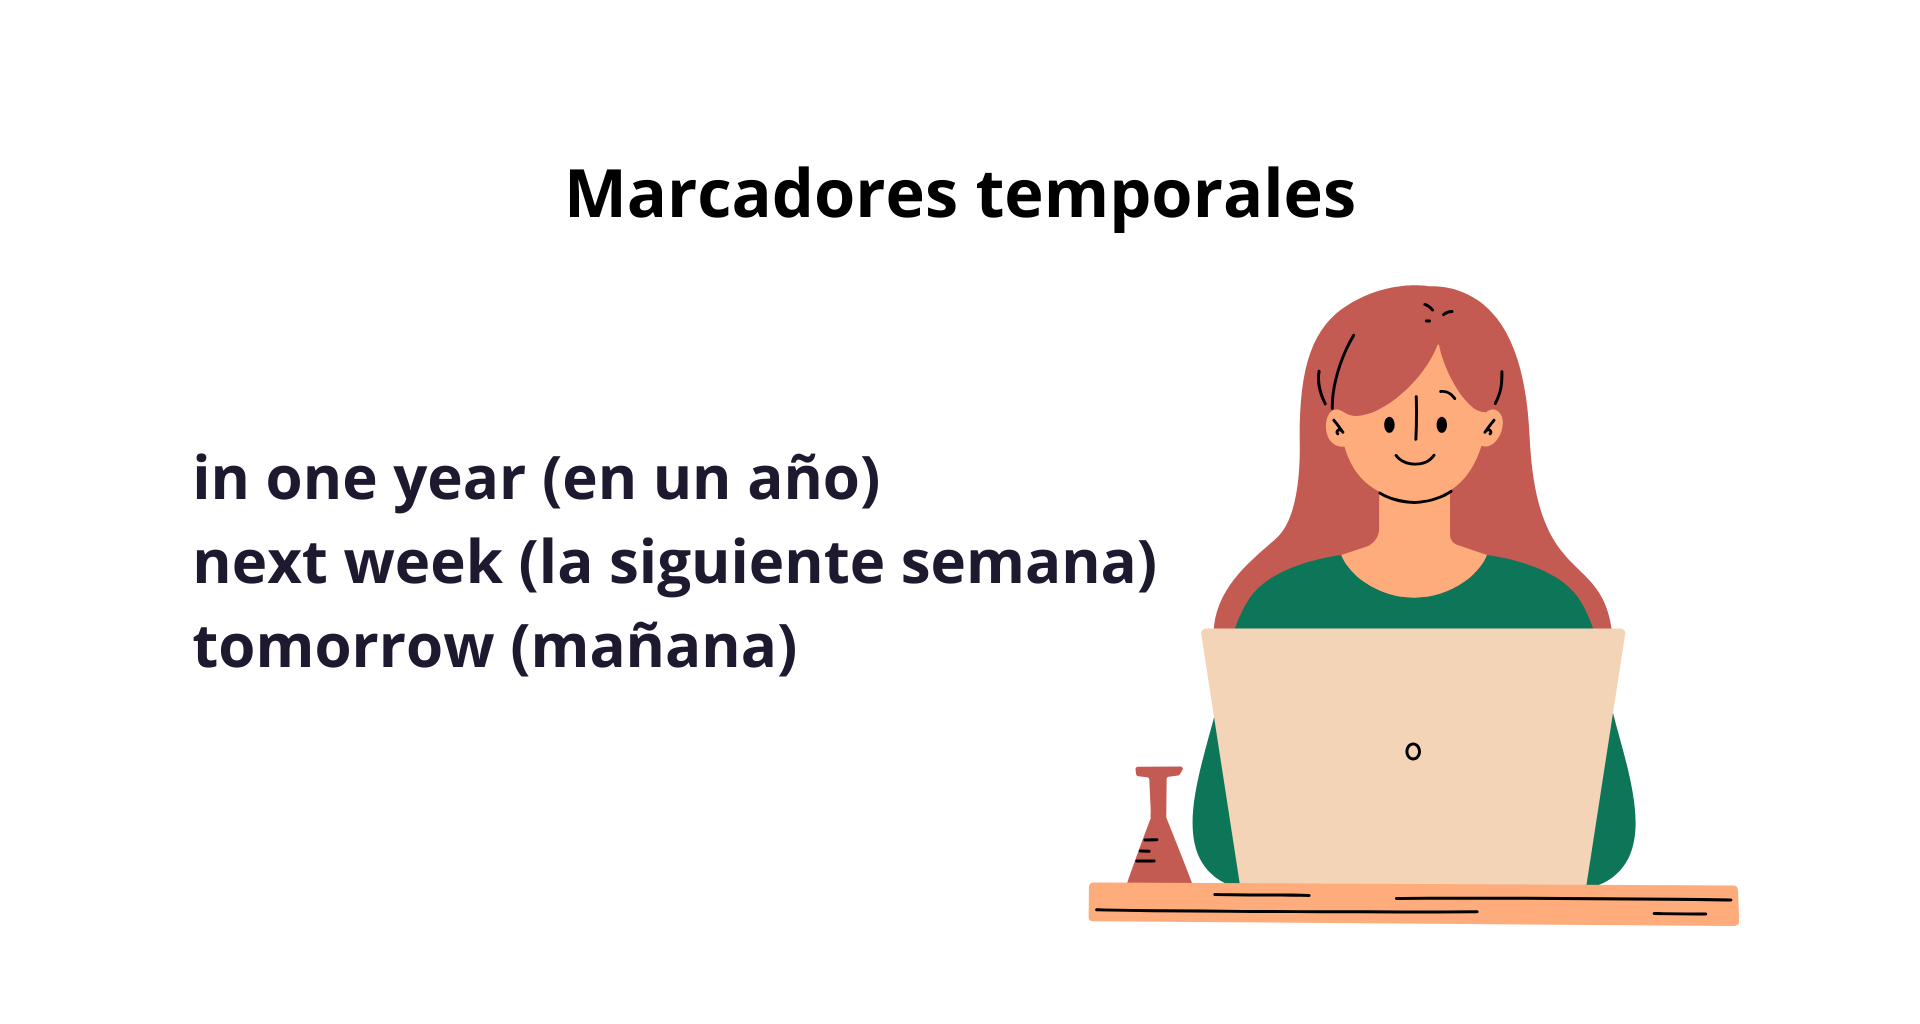 Marcadores temporales
in one year (en un año)
next week (la siguiente semana)
tomorrow (mañana)